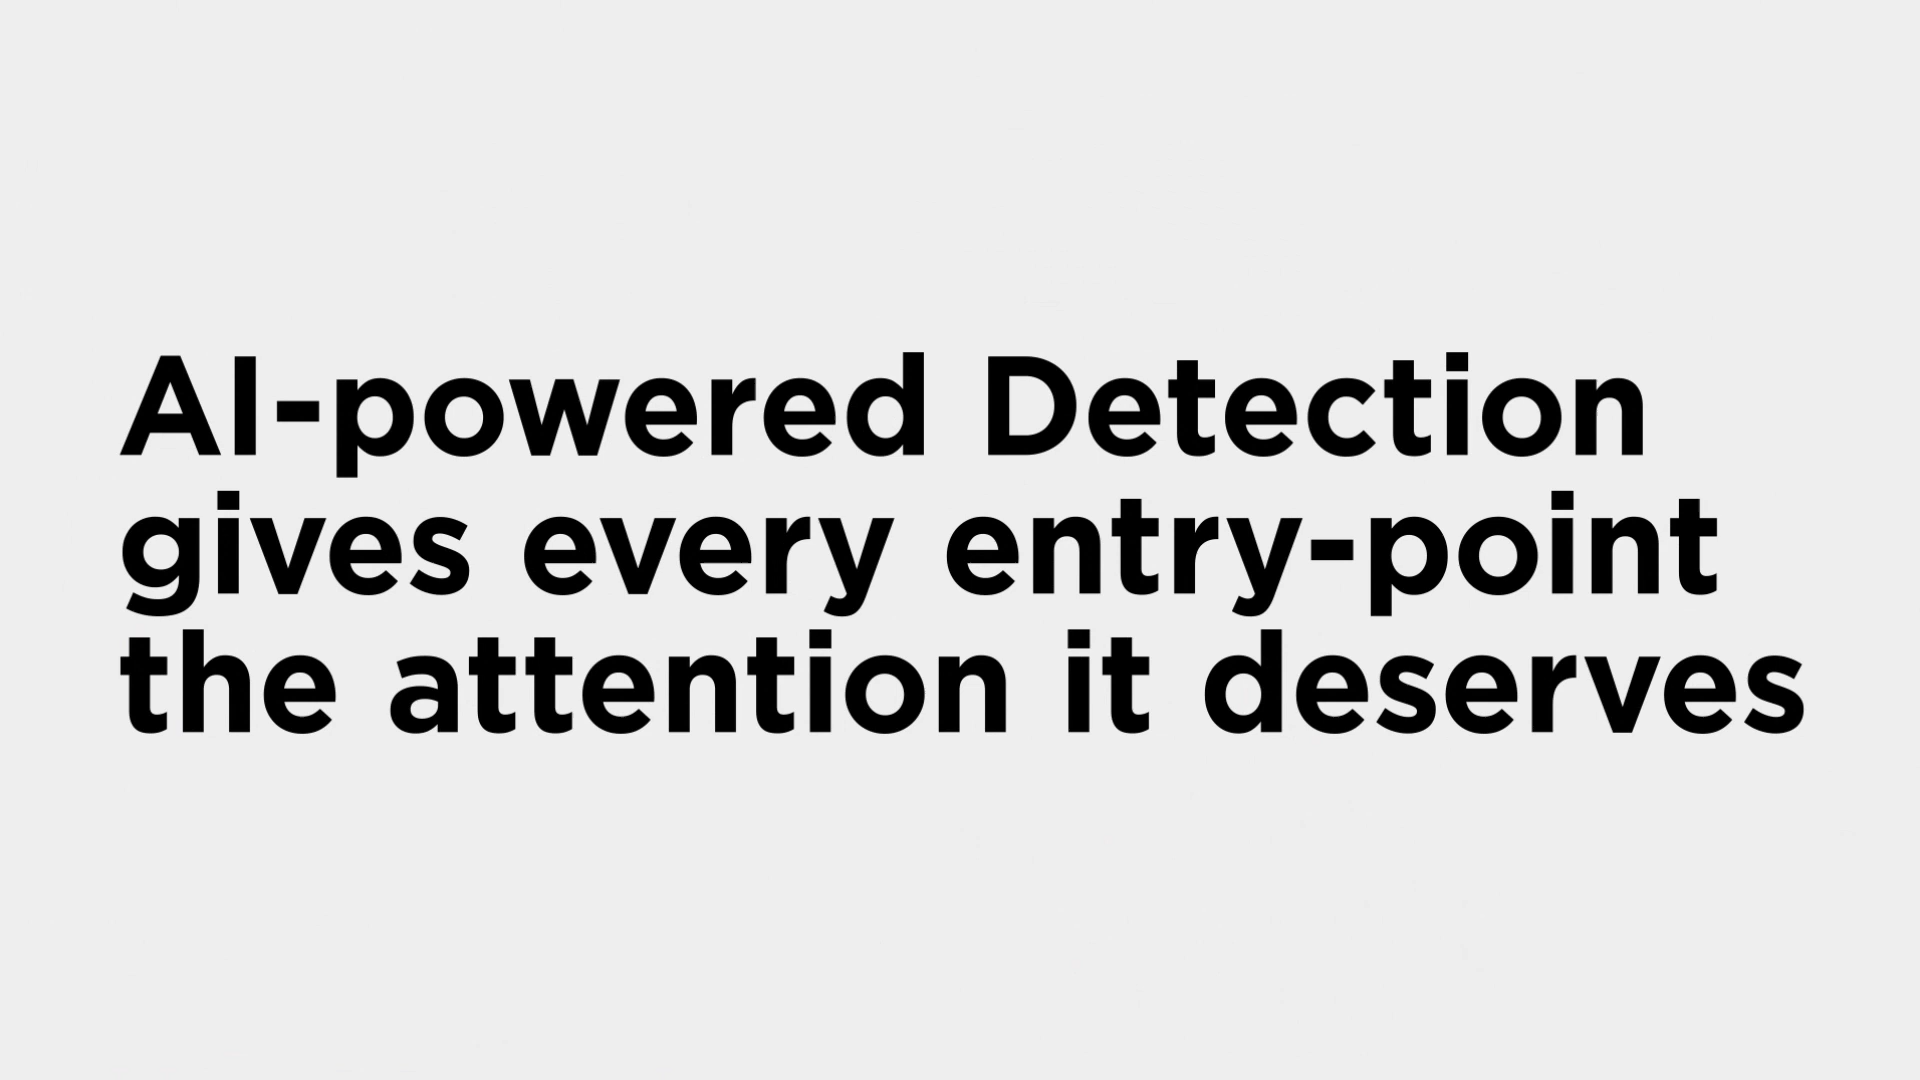 AI-powered Detection
gives every entry-point
the attention it deserves